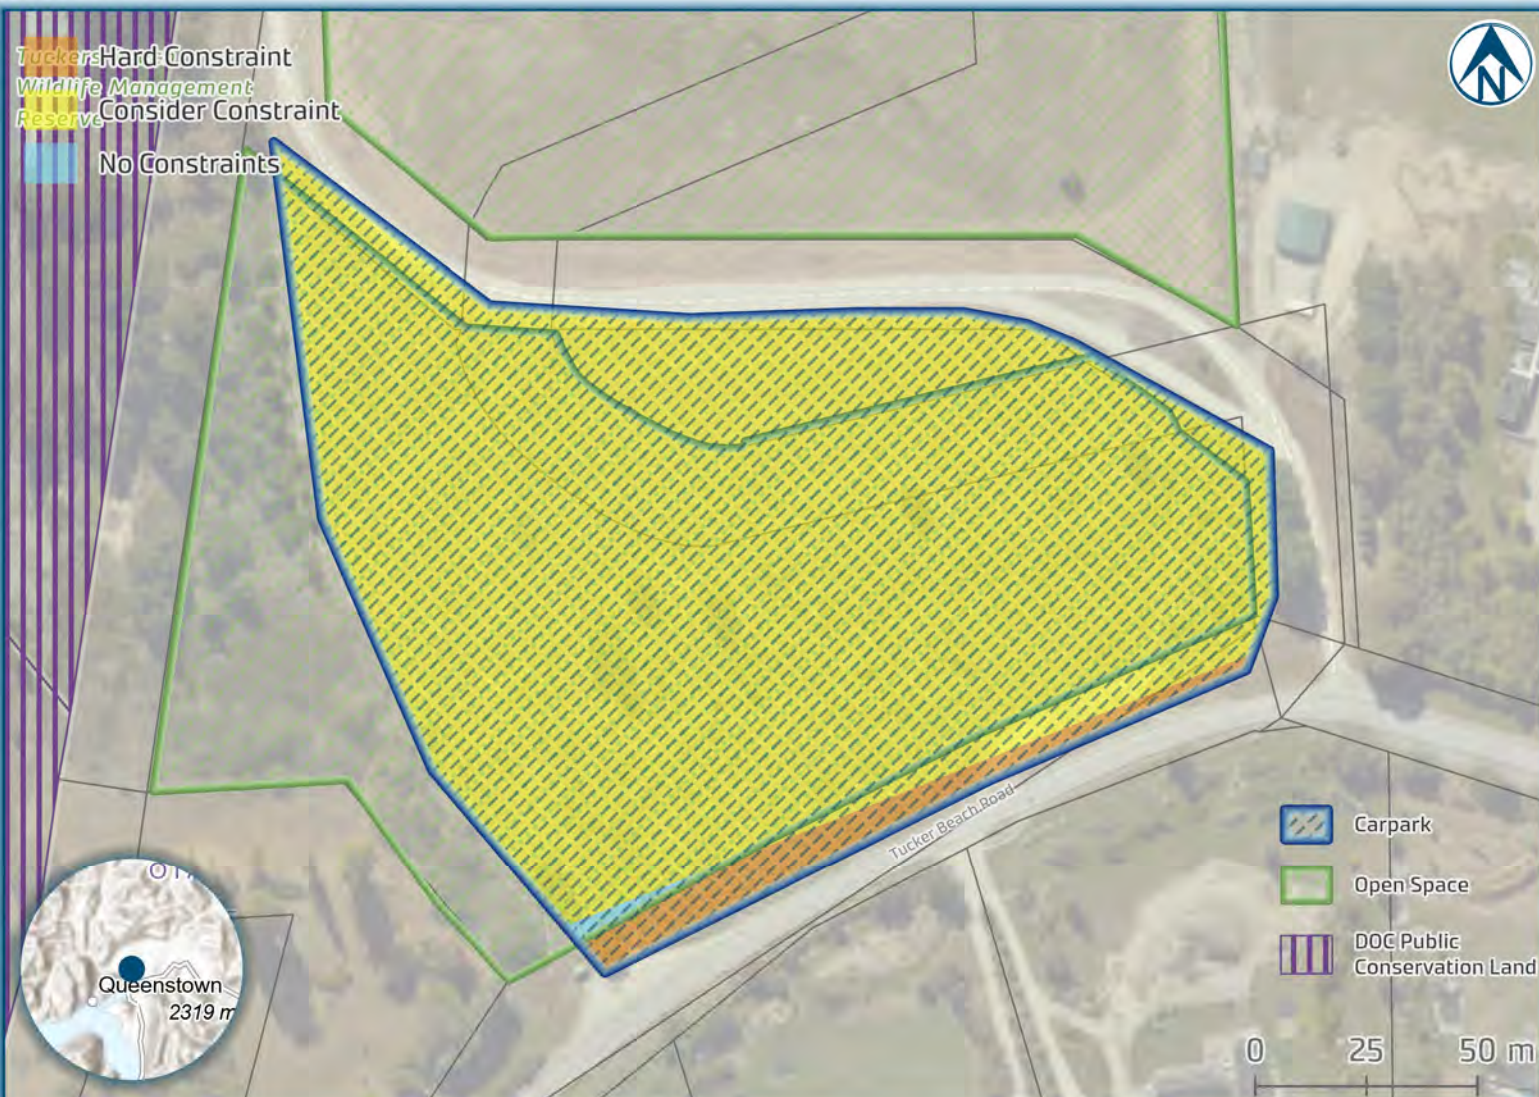 Tuckers
Hard Constraint
Wildlife Management
Reserve
Consider Constraint
No Constraints
N
Tucker Beach Road
Carpark
Open Space
DOC Public
Conservation Land
Queenstown
2319 m
0 25 50 m